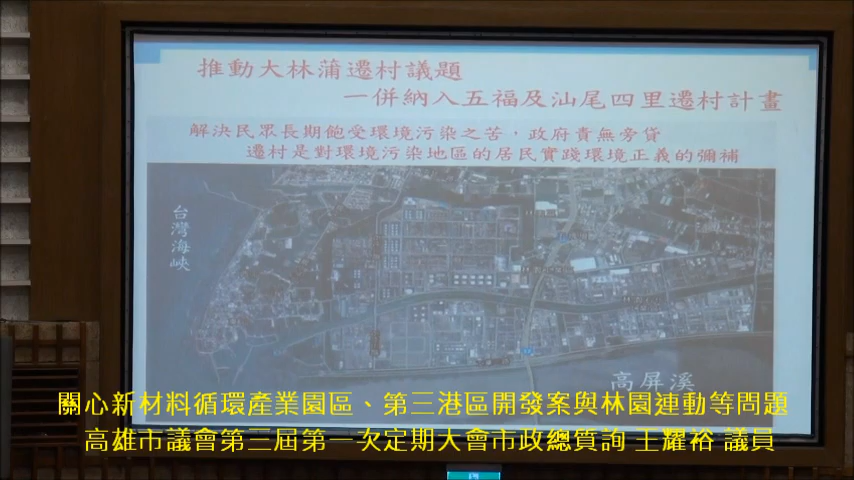 推動大林蒲遷村議題
一併納入五福及汕尾四里遷村計畫
解決民眾長期飽受環境污染之苦，政府責無旁貸
遷村是對環境污染地區的居民實踐環境正義的彌補
台灣海峽
高屏溪
關心新材料循環產業園區、第三港區開發案與林園連動等問題
高雄市議會第三屆第一次定期大會市政總質詢 王耀裕 議員